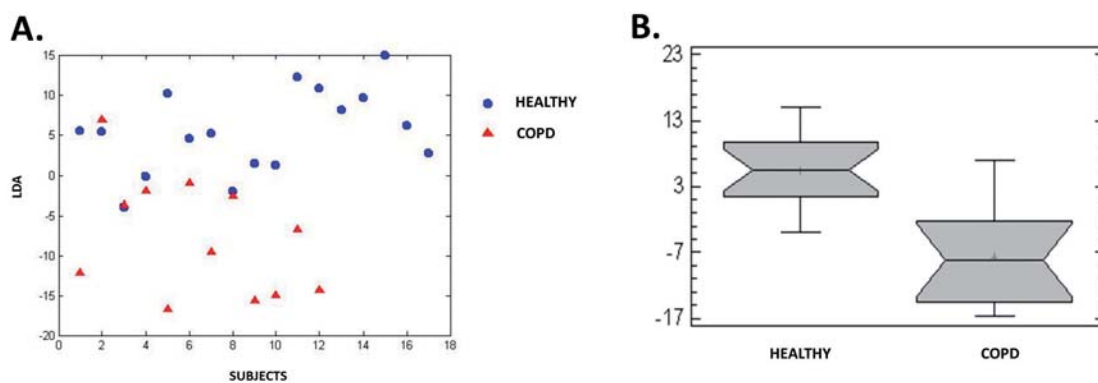 A.
15
10
5
0
-5
-10
-15
-20
LDA
0 2 4 6 8 10 12 14 16 18
SUBJECTS
HEALTHY
COPD
B.
23
13
3
-7
-17
HEALTHY COPD